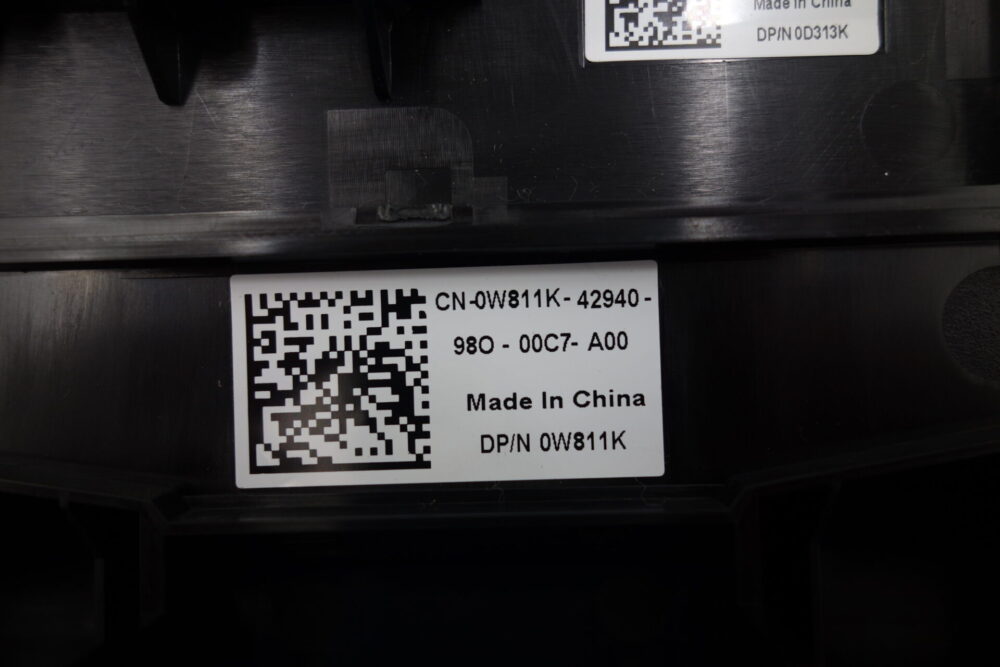 Made In China
DP/N 0D313K
CN-0W811K-42940-
98O - 00C7- A00
Made In China
DP/N 0W811K